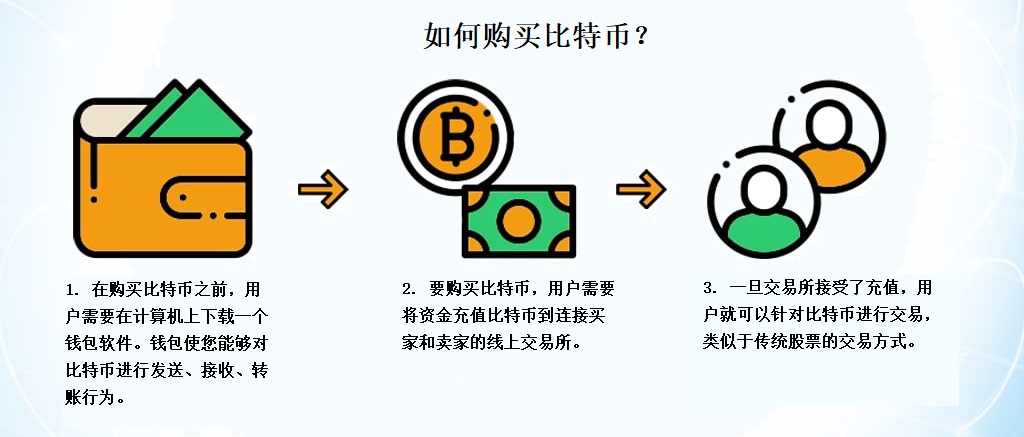 如何购买比特币？
1. 在购买比特币之前，用
户需要在计算机上下载一个
钱包软件。钱包使您能够对
比特币进行发送、接收、转
账行为。
2. 要购买比特币，用户需要
将资金充值比特币到连接买
家和卖家的线上交易所。
3. 一旦交易所接受了充值，用
户就可以针对比特币进行交易，
类似于传统股票的交易方式。